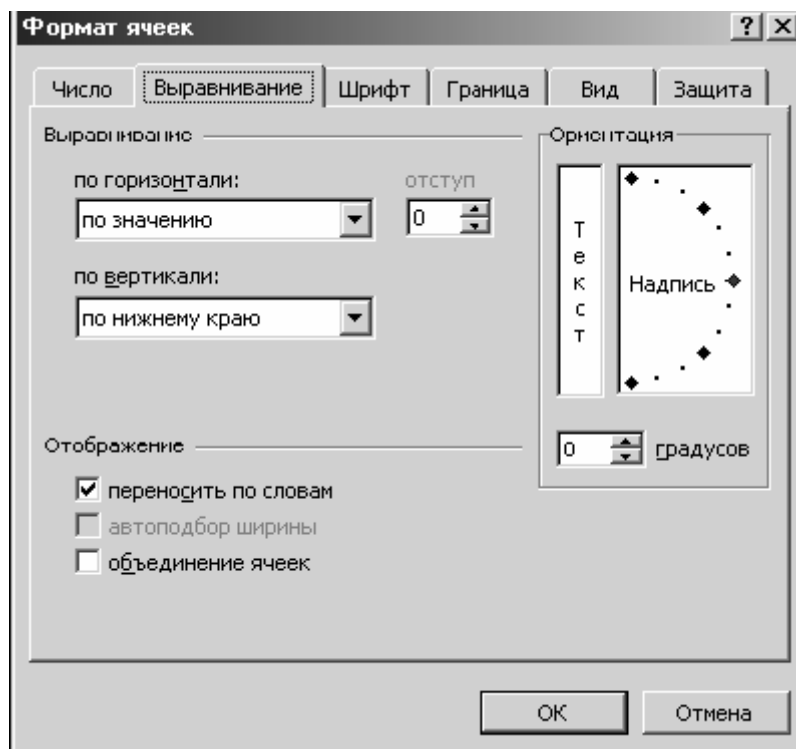 Формат ячеек
Число Выравнивание Шрифт Граница Вид Защита
Выравнивание
по горизонтали: отступ
по значению 0
по вертикали:
по нижнему краю
Ориентация
Текст
Надпись
0 градусов
Отображение
переносить по словам
автоподбор ширины
объединение ячеек
ОК Отмена